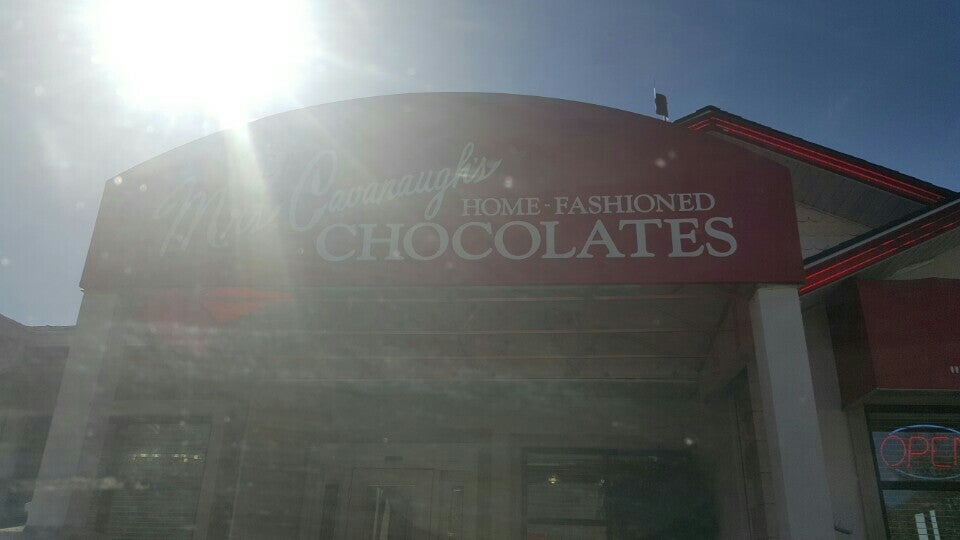 Mrs. Cavanaugh's
HOME-FASHIONED
CHOCOLATES
OPEN